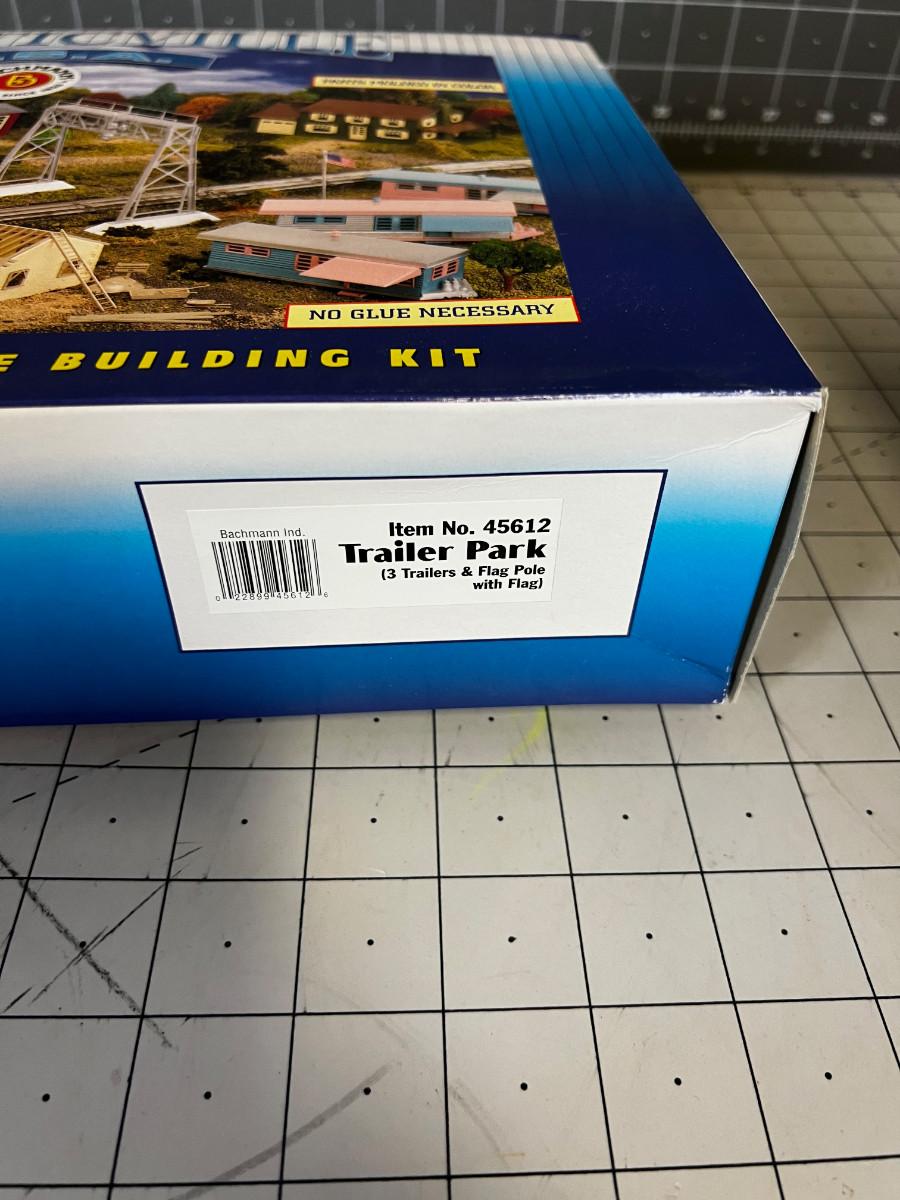 U.S.A.
B
NO GLUE NECESSARY
BUILDING KIT
Bachmann Ind.
Item No. 45612
Trailer Park
(3 Trailers & Flag Pole
with Flag)
0 22899 45612 6